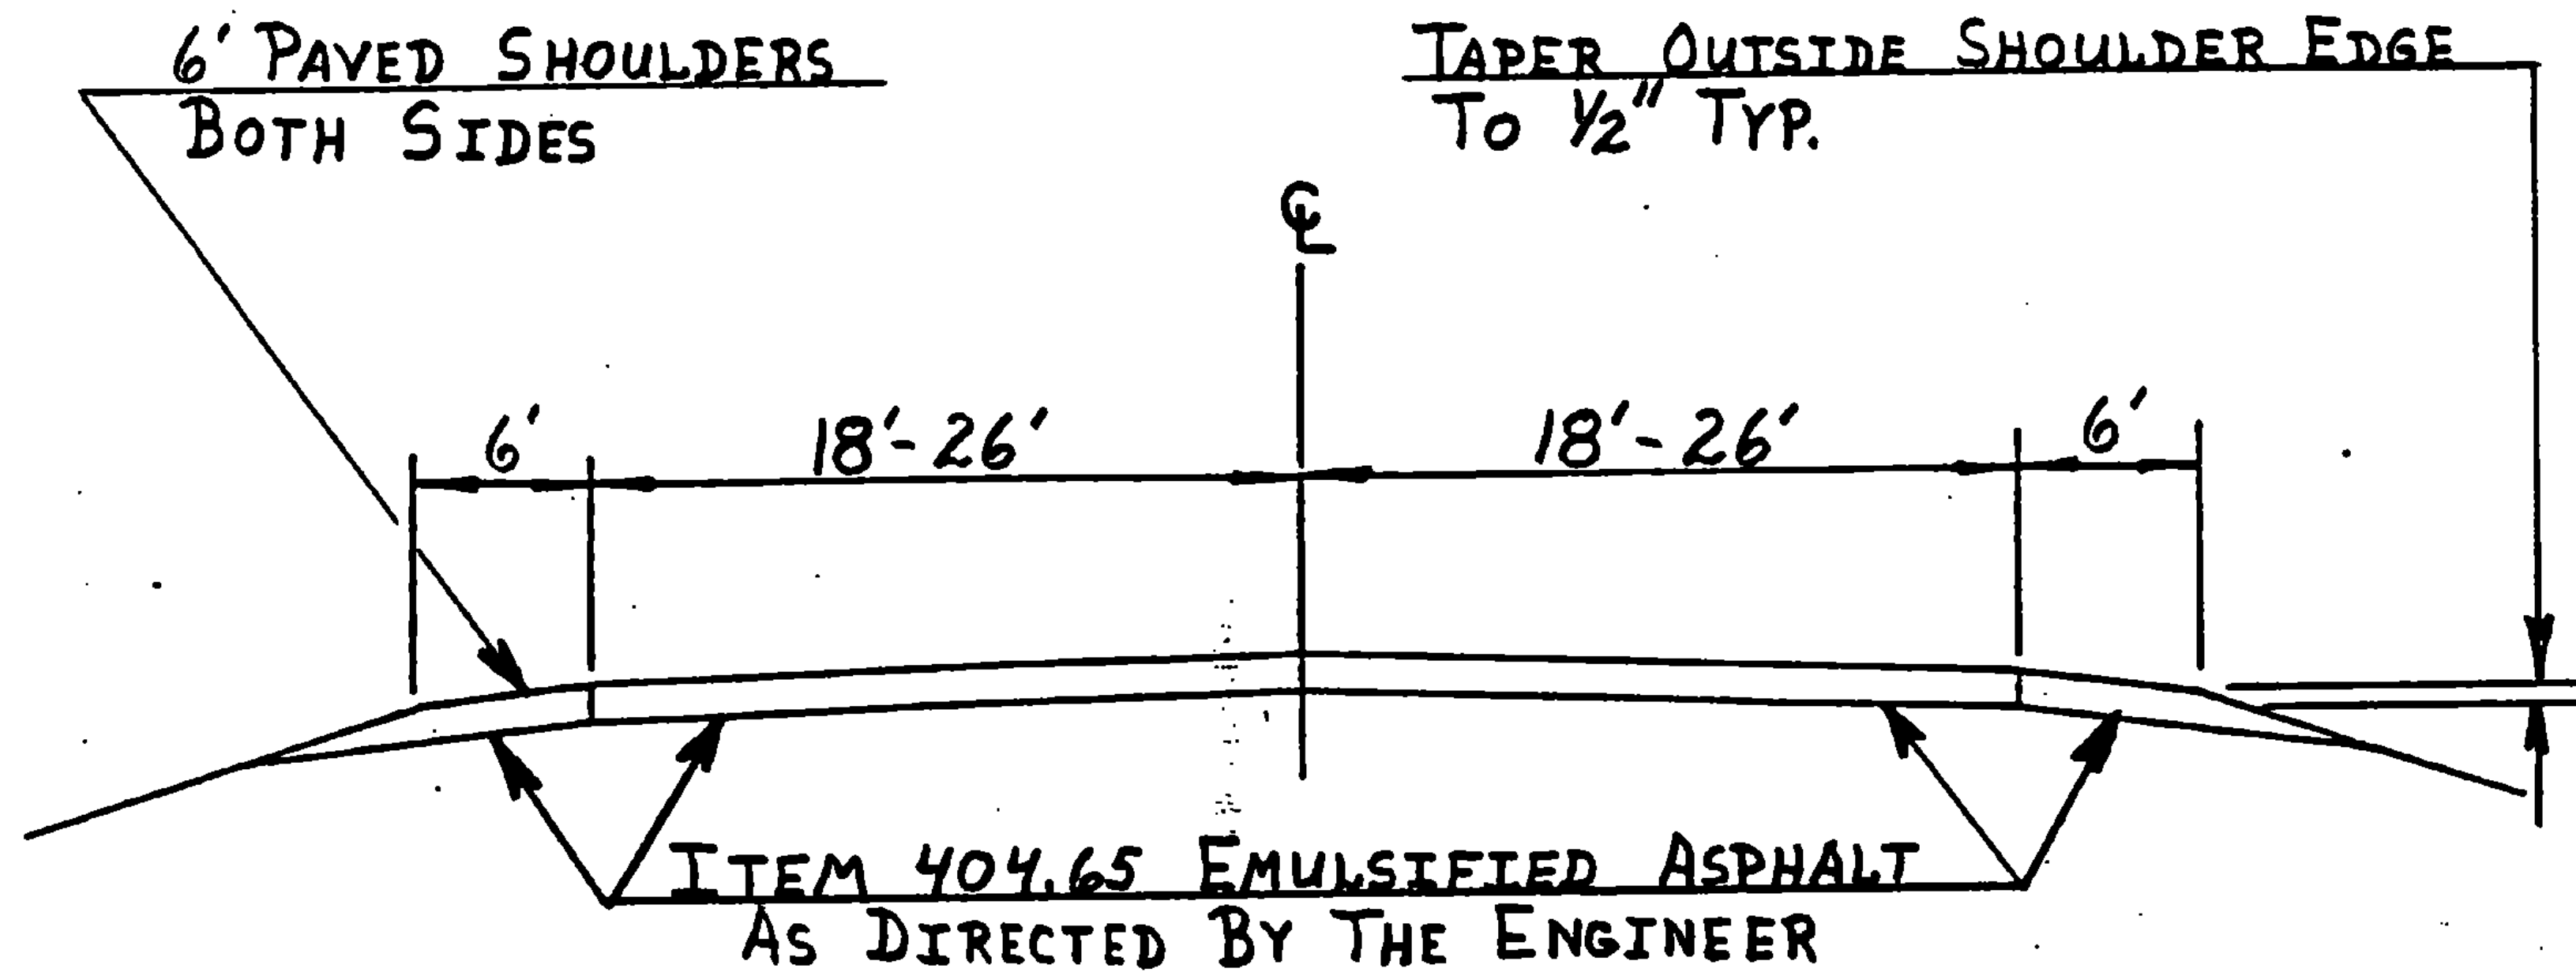 6' PAVED SHOULDERS
BOTH SIDES
TAPER OUTSIDE SHOULDER EDGE
TO 1/2" TYP.
℄
6'
18'-26'
18'-26'
6'
ITEM 404.65 EMULSIFIED ASPHALT
AS DIRECTED BY THE ENGINEER